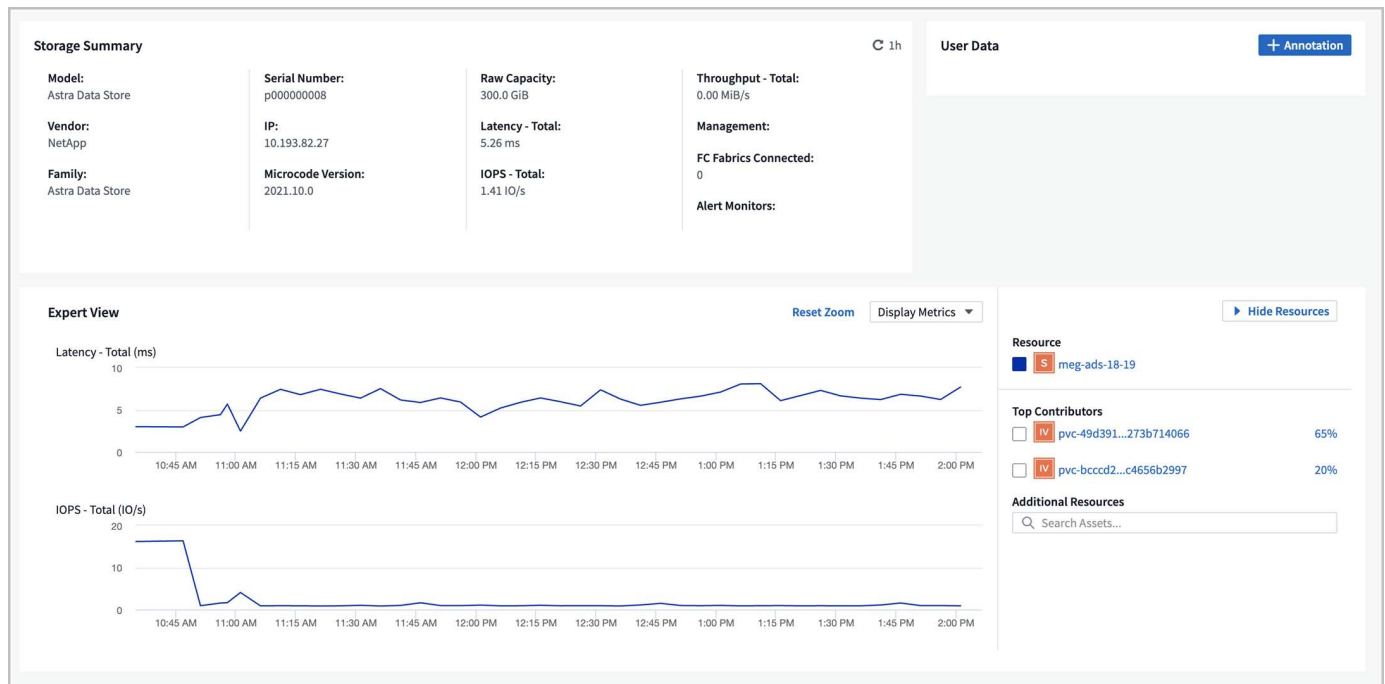 Storage Summary
1h
Model:
Astra Data Store
Vendor:
NetApp
Family:
Astra Data Store
Serial Number:
p000000008
IP:
10.193.82.27
Microcode Version:
2021.10.0
Raw Capacity:
300.0 GiB
Latency - Total:
5.26 ms
IOPS - Total:
1.41 IO/s
Throughput - Total:
0.00 MiB/s
Management:
FC Fabrics Connected:
0
Alert Monitors:
User Data
+ Annotation
Expert View
Reset Zoom
Display Metrics
Latency - Total (ms)
10
5
0
10:45 AM 11:00 AM 11:15 AM 11:30 AM 11:45 AM 12:00 PM 12:15 PM 12:30 PM 12:45 PM 1:00 PM 1:15 PM 1:30 PM 1:45 PM 2:00 PM
IOPS - Total (IO/s)
20
10
0
10:45 AM 11:00 AM 11:15 AM 11:30 AM 11:45 AM 12:00 PM 12:15 PM 12:30 PM 12:45 PM 1:00 PM 1:15 PM 1:30 PM 1:45 PM 2:00 PM
Hide Resources
Resource
S meg-ads-18-19
Top Contributors
IV pvc-49d391...273b714066 65%
IV pvc-bcccd2...c4656b2997 20%
Additional Resources
Search Assets...